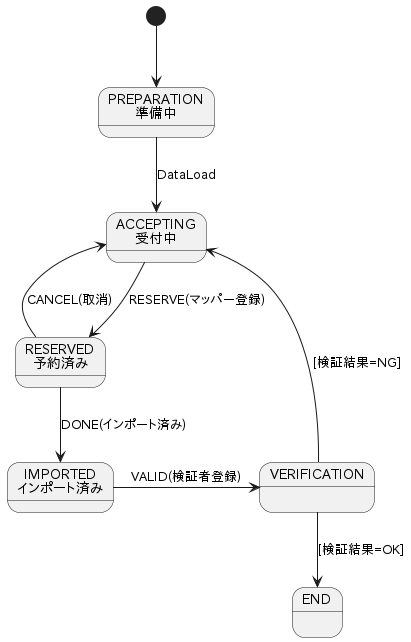 PREPARATION
準備中
DataLoad
ACCEPTING
受付中
CANCEL(取消)
RESERVE(マッパー登録)
RESERVED
予約済み
[検証結果=NG]
DONE(インポート済み)
IMPORTED
インポート済み
VALID(検証者登録)
VERIFICATION
[検証結果=OK]
END